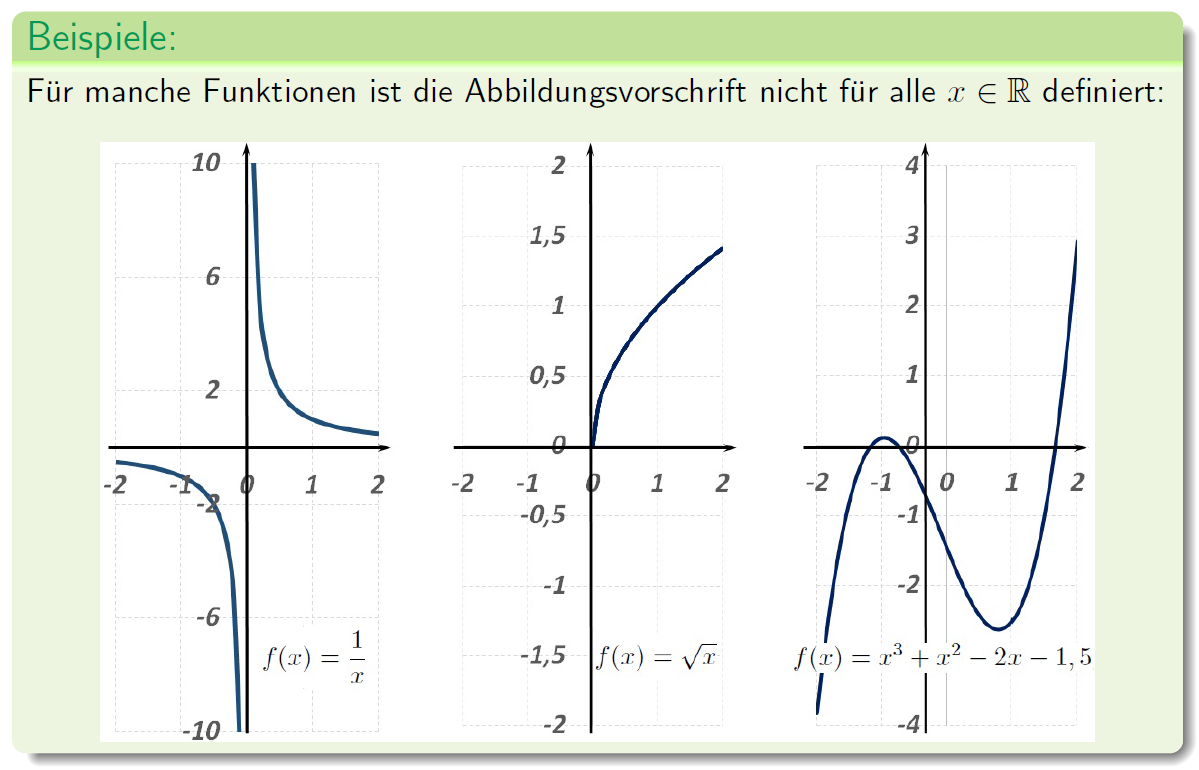 Beispiele:
Für manche Funktionen ist die Abbildungsvorschrift nicht für alle x ∈ ℝ definiert:
10
6
2
-2 -1 0 1 2
-2
-6
-10
f(x) = 1/x
2
1,5
1
0,5
0
-2 -1 0 1 2
-0,5
-1
-1,5
-2
f(x) = √x
4
3
2
1
0
-2 -1 0 1 2
-1
-2
-4
f(x) = x³ + x² − 2x − 1,5